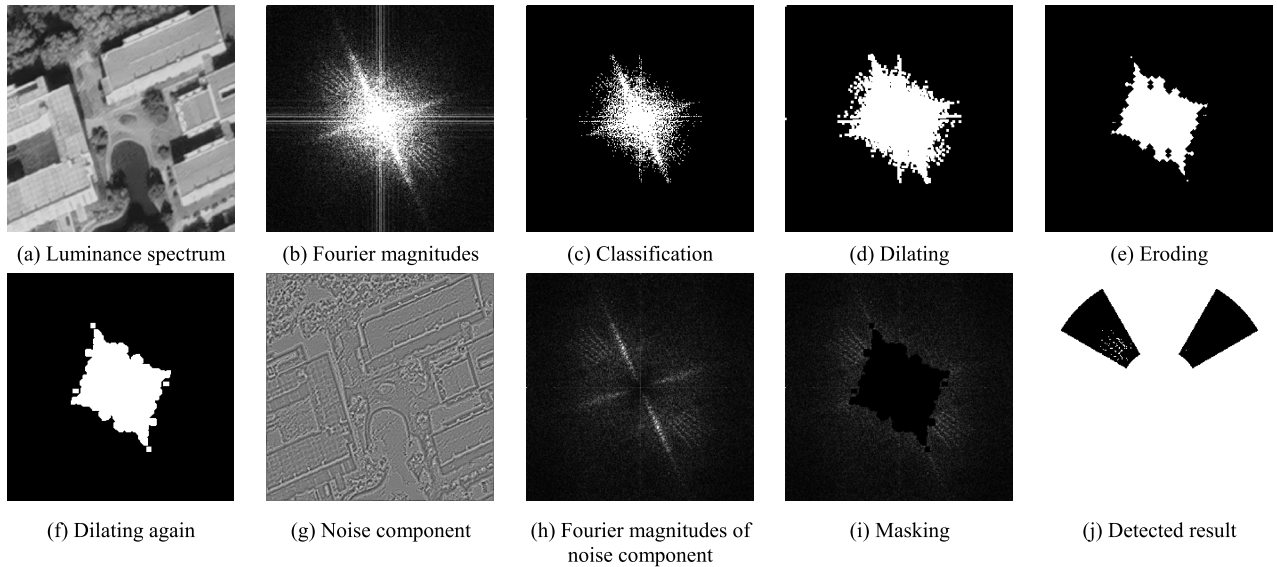 (a) Luminance spectrum
(b) Fourier magnitudes
(c) Classification
(d) Dilating
(e) Eroding
(f) Dilating again
(g) Noise component
(h) Fourier magnitudes of
noise component
(i) Masking
(j) Detected result